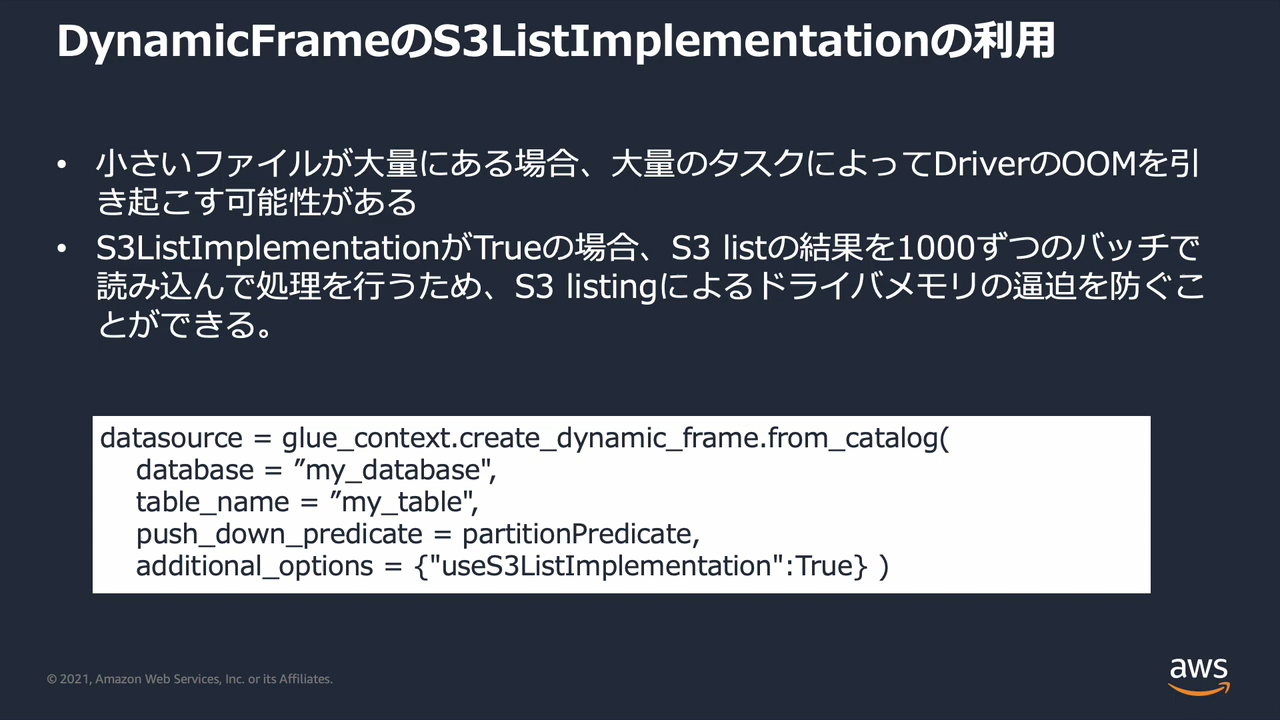 DynamicFrameのS3ListImplementationの利用
• 小さいファイルが大量にある場合、大量のタスクによってDriverのOOMを引
き起こす可能性がある
• S3ListImplementationがTrueの場合、S3 listの結果を1000ずつのバッチで
読み込んで処理を行うため、S3 listingによるドライバメモリの逼迫を防ぐこ
とができる。
datasource = glue_context.create_dynamic_frame.from_catalog(
database = ”my_database",
table_name = ”my_table",
push_down_predicate = partitionPredicate,
additional_options = {"useS3ListImplementation":True} )
© 2021, Amazon Web Services, Inc. or its Affiliates.
aws